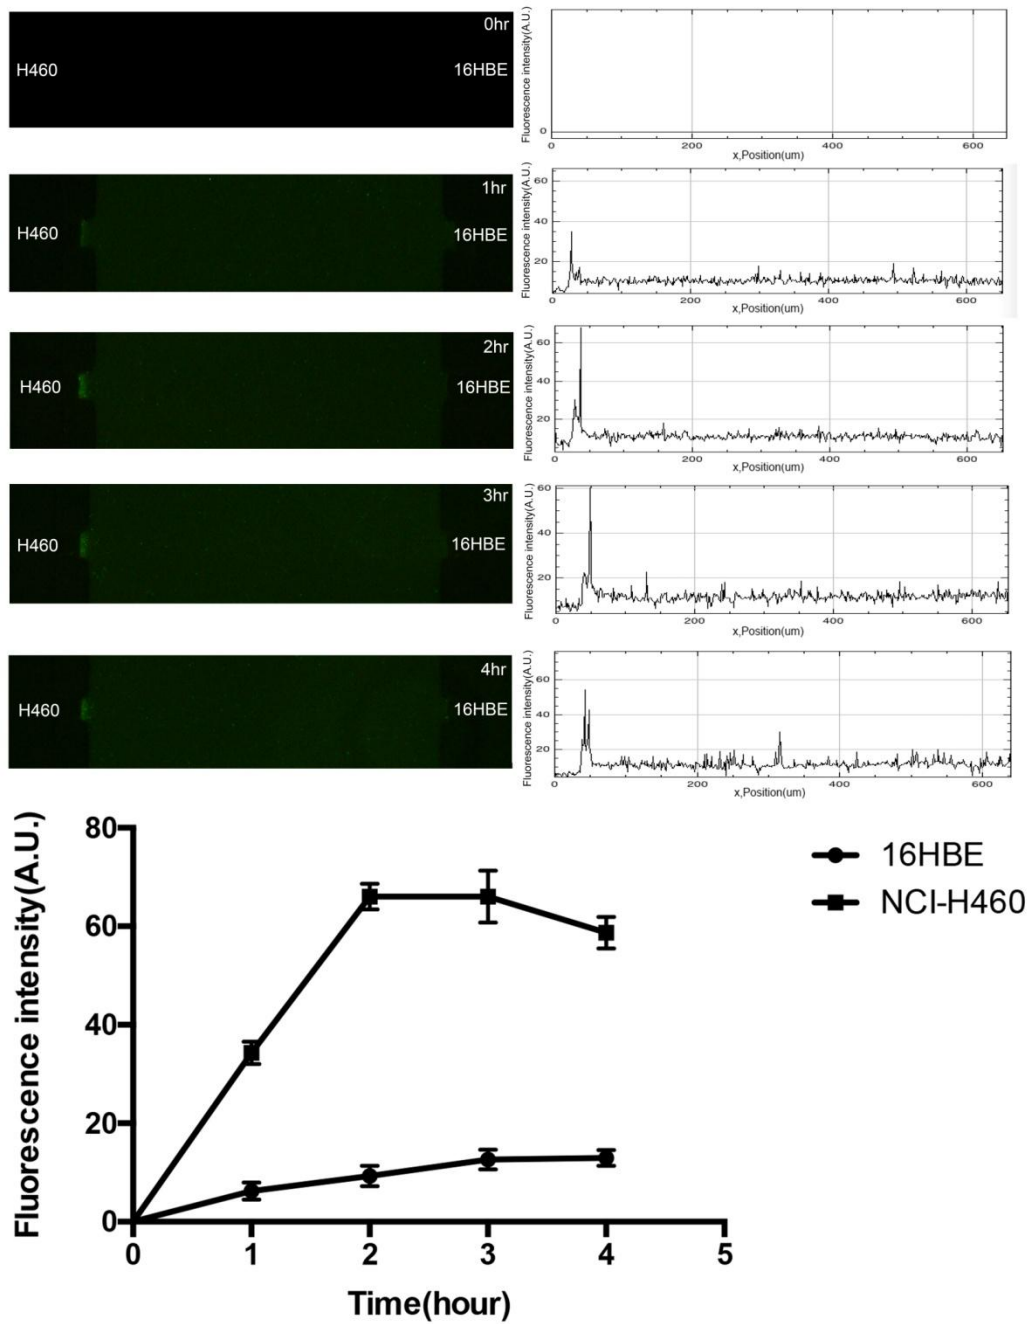 0hr
H460
16HBE
Fluorescence intensity(A.U.)
0
0 200 400 600
x,Position(um)
1hr
H460
16HBE
Fluorescence intensity(A.U.)
60
40
20
0 200 400 600
x,Position(um)
2hr
H460
16HBE
Fluorescence intensity(A.U.)
60
40
20
0 200 400 600
x,Position(um)
3hr
H460
16HBE
Fluorescence intensity(A.U.)
60
40
20
0 200 400 600
x,Position(um)
4hr
H460
16HBE
Fluorescence intensity(A.U.)
60
40
20
0 200 400 600
x,Position(um)
Fluorescence intensity(A.U.)
80
60
40
20
0
0 1 2 3 4 5
Time(hour)
16HBE
NCI-H460